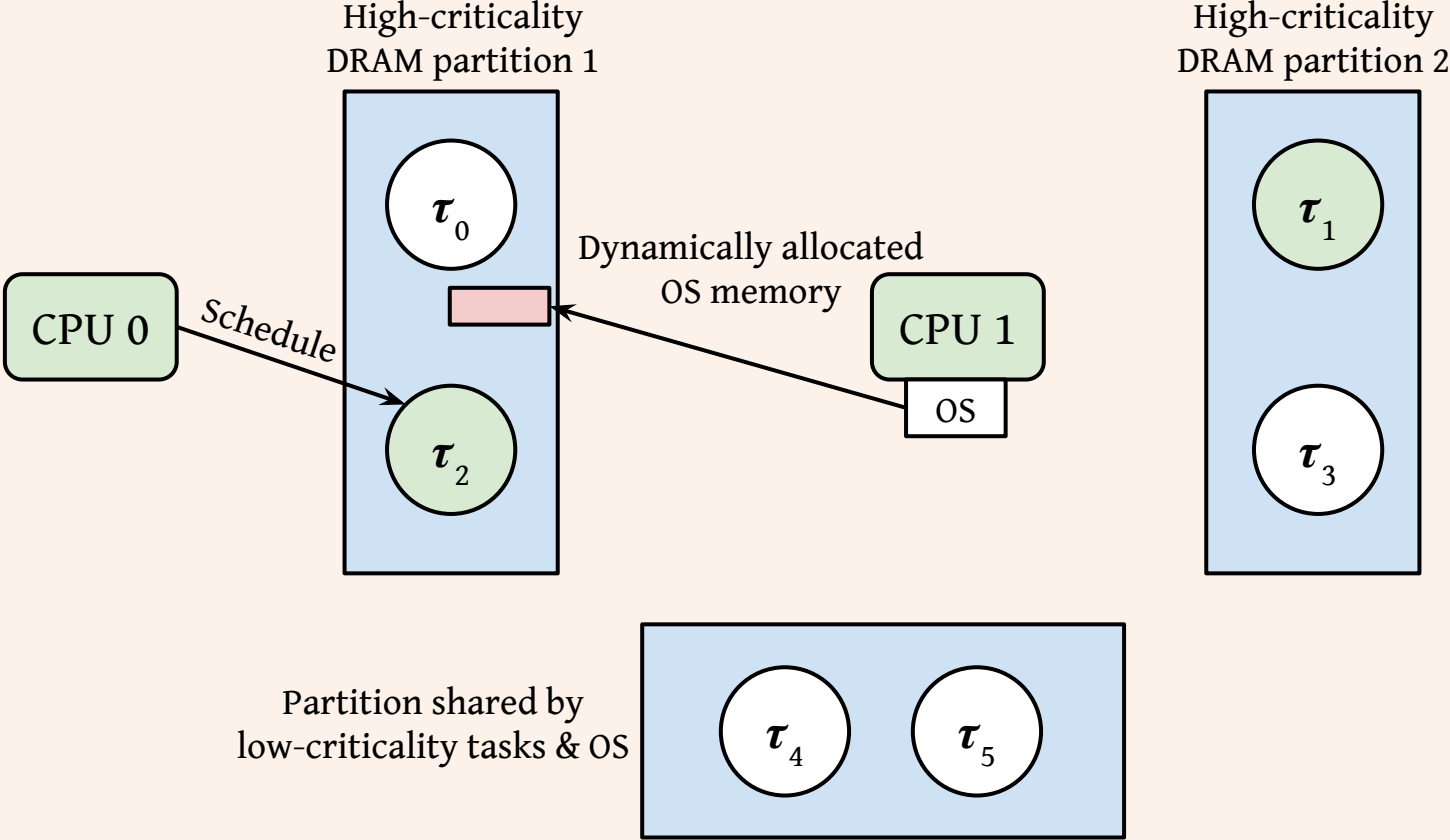 High-criticality
DRAM partition 1
High-criticality
DRAM partition 2
τ0
τ1
Dynamically allocated
OS memory
CPU 0
Schedule
CPU 1
OS
τ2
τ3
Partition shared by
low-criticality tasks & OS
τ4
τ5